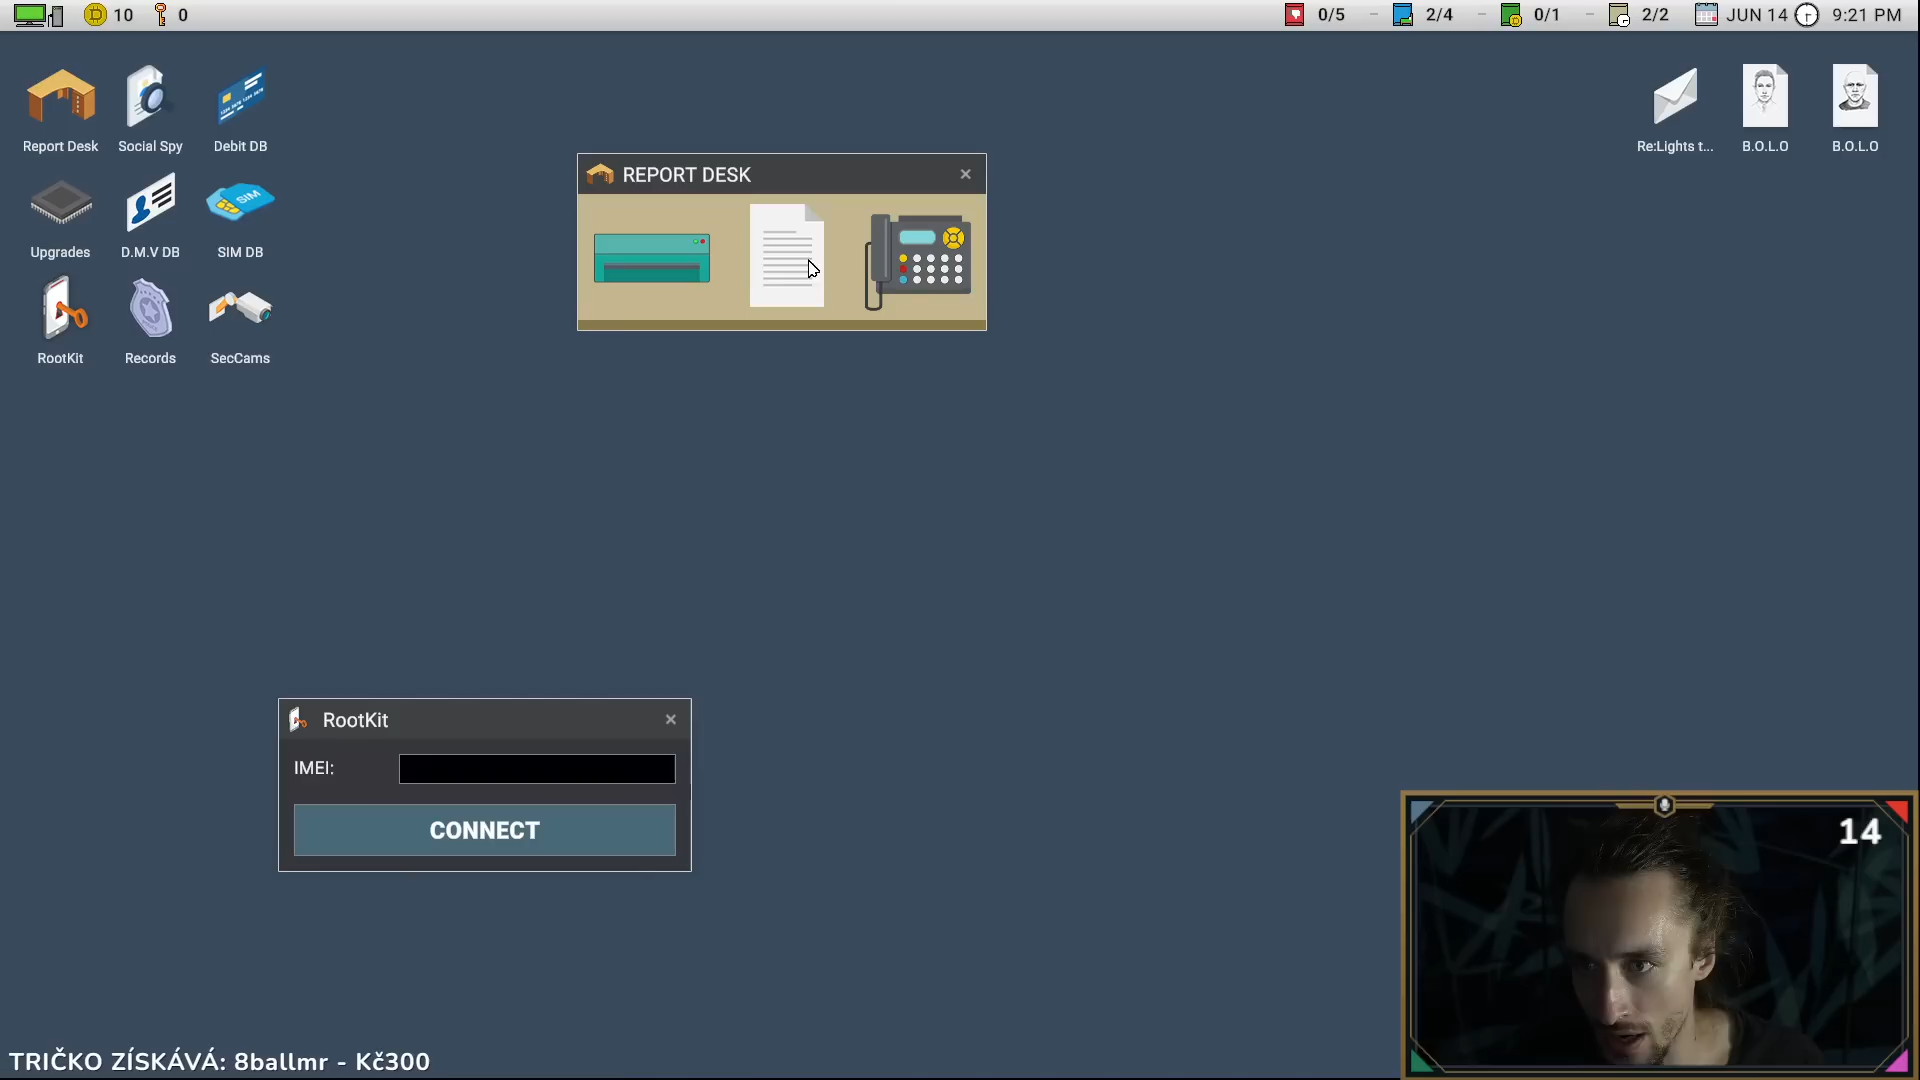 10
0
0/5
2/4
0/1
2/2
JUN 14
9:21 PM
Report Desk
Social Spy
Debit DB
Re:Lights t...
B.O.L.O
B.O.L.O
REPORT DESK
Upgrades
D.M.V DB
SIM DB
SIM
RootKit
Records
SecCams
RootKit
IMEI:
CONNECT
14
TRIČKO ZÍSKÁVÁ: 8ballmr - Kč300